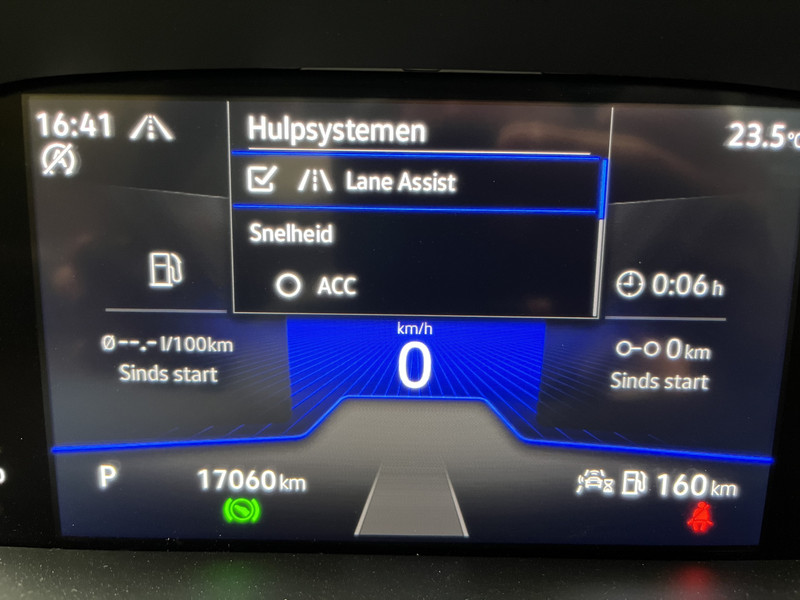 16:41
Hulpsystemen
23.5°C
Lane Assist
Snelheid
ACC
0:06 h
km/h
0
Ø--.- l/100km
Sinds start
0 km
Sinds start
P
17060 km
160 km